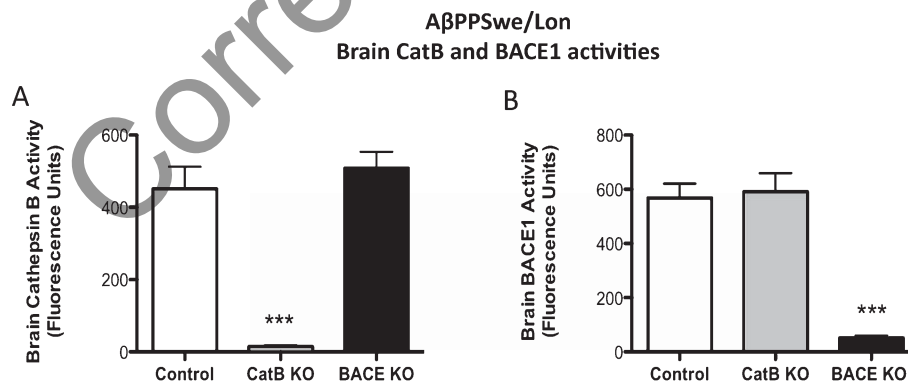 AβPPSwe/Lon
Brain CatB and BACE1 activities
Corre
A
Brain Cathepsin B Activity
(Fluorescence Units)
600
400
200
0
***
Control
CatB KO
BACE KO
B
Brain BACE1 Activity
(Fluorescence Units)
800
600
400
200
0
***
Control
CatB KO
BACE KO